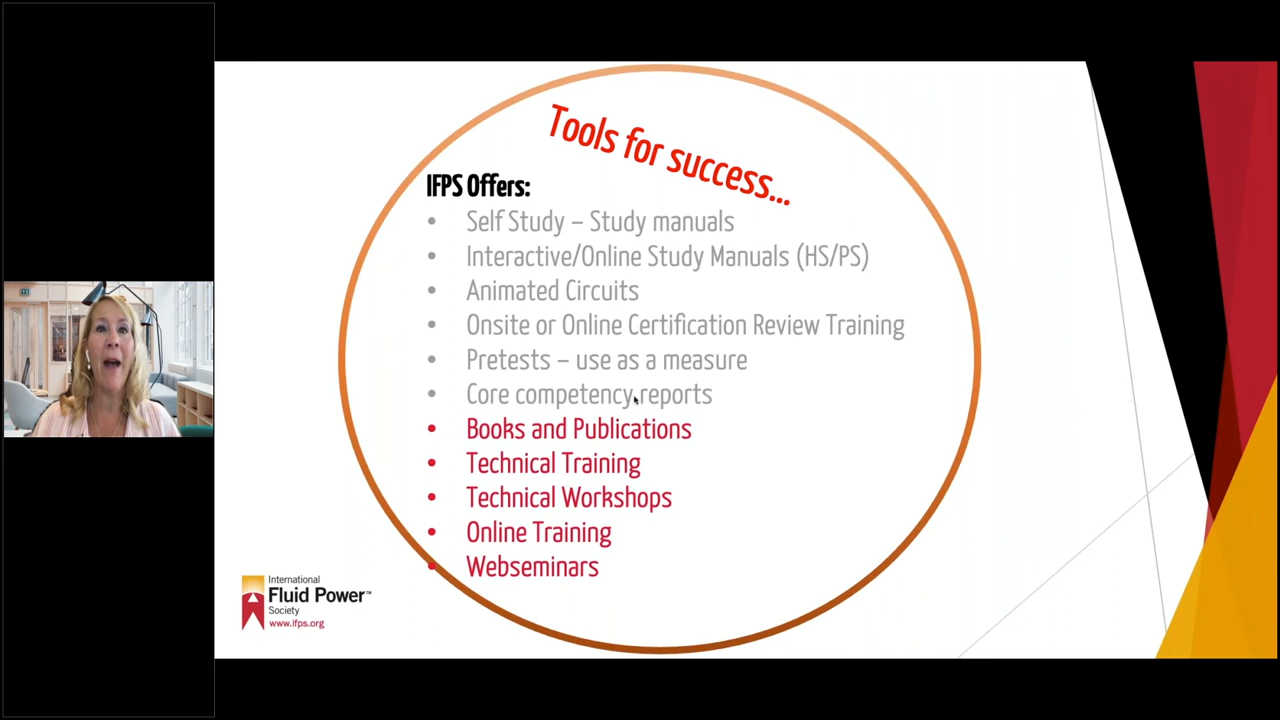 Tools for success...
IFPS Offers:
• Self Study – Study manuals
• Interactive/Online Study Manuals (HS/PS)
• Animated Circuits
• Onsite or Online Certification Review Training
• Pretests – use as a measure
• Core competency reports
• Books and Publications
• Technical Training
• Technical Workshops
• Online Training
• Webseminars
International
Fluid Power™
Society
www.ifps.org